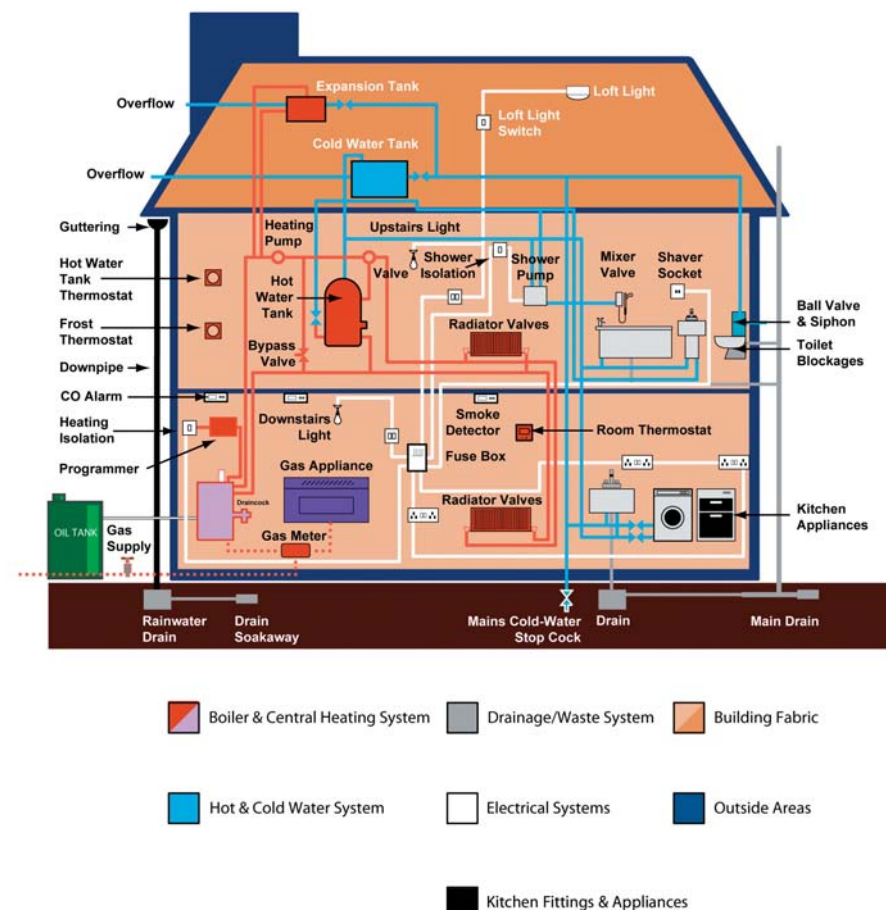 Expansion Tank
Overflow
Loft Light
Loft Light
Switch
Cold Water Tank
Overflow
Guttering
Heating
Pump
Upstairs Light
Hot Water
Tank
Thermostat
Valve
Shower
Isolation
Shower
Pump
Mixer
Valve
Shaver
Socket
Hot
Water
Tank
Ball Valve
& Siphon
Frost
Thermostat
Radiator Valves
Toilet
Blockages
Bypass
Valve
Downpipe
CO Alarm
Heating
Isolation
Downstairs
Light
Smoke
Detector
Room Thermostat
Fuse Box
Programmer
Gas Appliance
Draincock
Radiator Valves
Kitchen
Appliances
OIL TANK
Gas
Supply
Gas Meter
Rainwater
Drain
Drain
Soakaway
Mains Cold-Water
Stop Cock
Drain
Main Drain
Boiler & Central Heating System
Drainage/Waste System
Building Fabric
Hot & Cold Water System
Electrical Systems
Outside Areas
Kitchen Fittings & Appliances